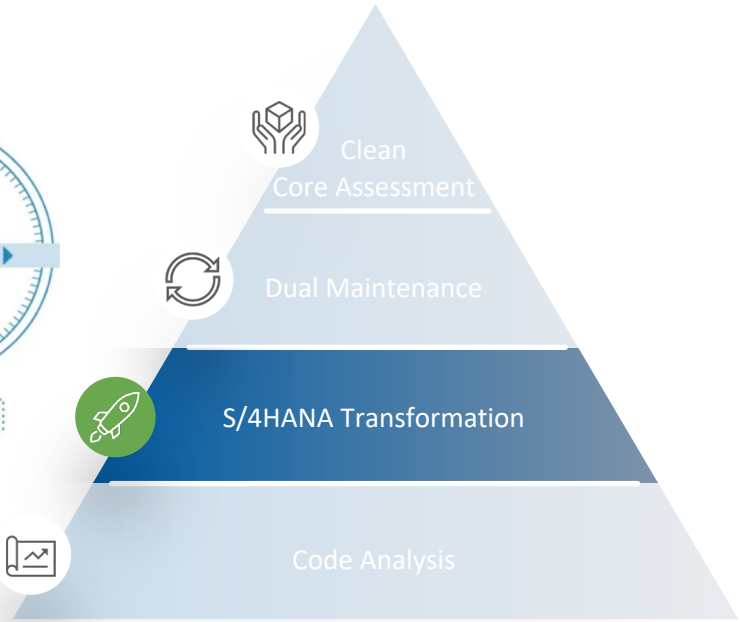 Clean
Core Assessment
Dual Maintenance
S/4HANA Transformation
Code Analysis